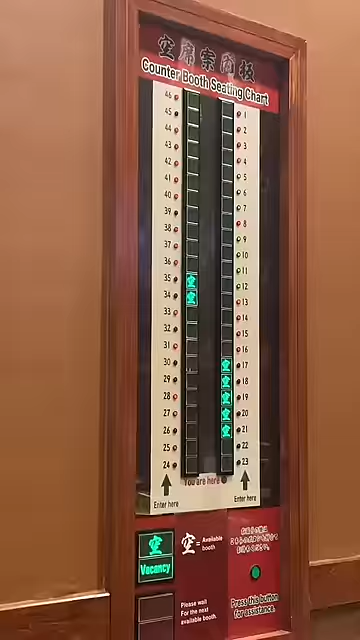 空席案内板
Counter Booth Seating Chart
46 1
45 2
44 3
43 4
42 5
41 6
40 7
39 8
38 9
37 10
36 11
35 空 12
34 空 13
33 14
32 15
31 16
30 空 17
29 空 18
28 空 19
27 空 20
26 空 21
25 22
24 23
You are here
Enter here Enter here
空
Vacancy
空 = Available booth
Please wait
For the next
available booth.
Press this button
for assistance.